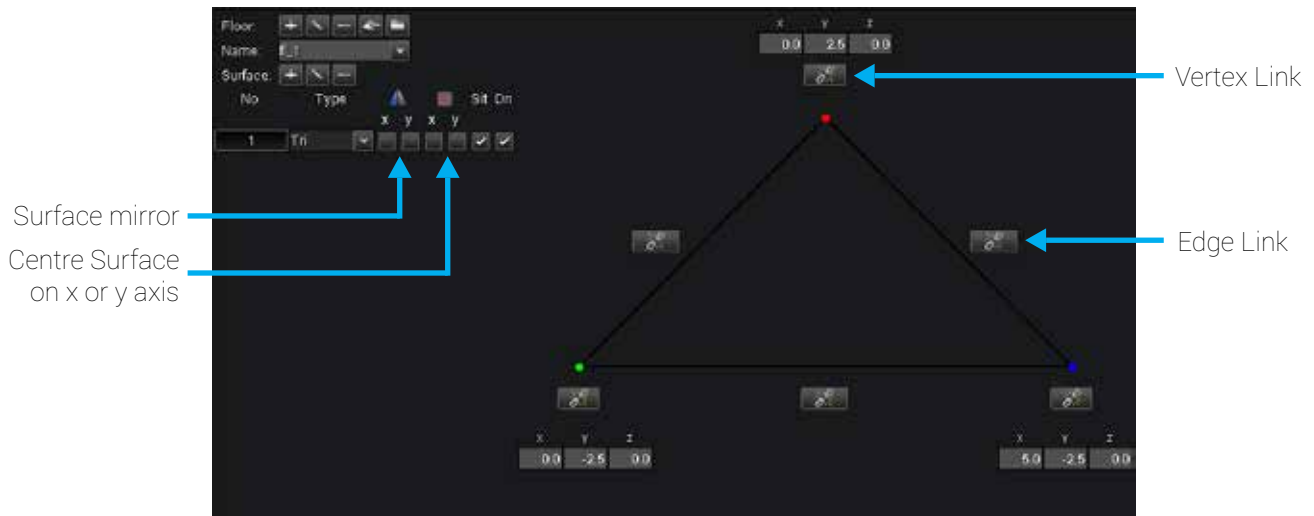 Floor:
x y z
Name: f_1
0.0 2.5 0.0
Surface:
Vertex Link
No Type Sit Dn
x y x y
1 Tri
Surface mirror
Edge Link
Centre Surface
on x or y axis
x y z
0.0 -2.5 0.0
x y z
5.0 -2.5 0.0